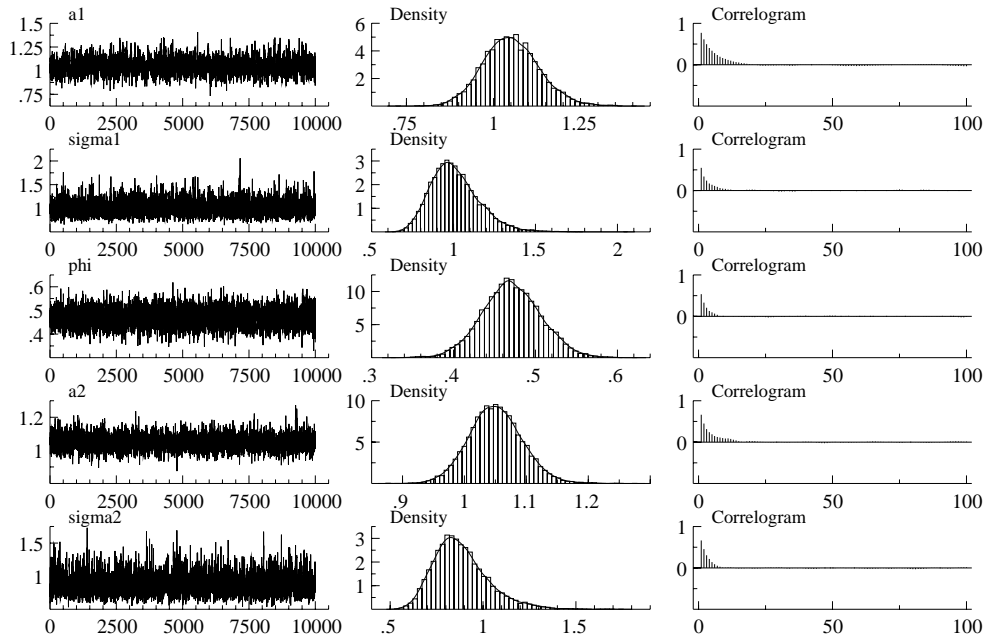 a1 Density Correlogram
1.5 6 1
1.25 4
1 2 0
.75
0 2500 5000 7500 10000 .75 1 1.25 0 50 100
sigma1 Density Correlogram
2 3 1
1.5 2
1 1 0
0 2500 5000 7500 10000 .5 1 1.5 2 0 50 100
phi Density Correlogram
.6 10 1
.5 5 0
.4
0 2500 5000 7500 10000 .3 .4 .5 .6 0 50 100
a2 Density Correlogram
1.2 10 1
1 5 0
0 2500 5000 7500 10000 .9 1 1.1 1.2 0 50 100
sigma2 Density Correlogram
1.5 3 1
1 2 0
1
0 2500 5000 7500 10000 .5 1 1.5 0 50 100